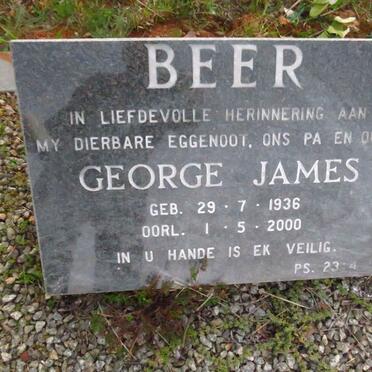 BEER
IN LIEFDEVOLLE HERINNERING AAN
MY DIERBARE EGGENOOT, ONS PA EN
GEORGE JAMES
GEB. 29 · 7 · 1936
OORL. 1 · 5 · 2000
IN U HANDE IS EK VEILIG.
PS. 23:4